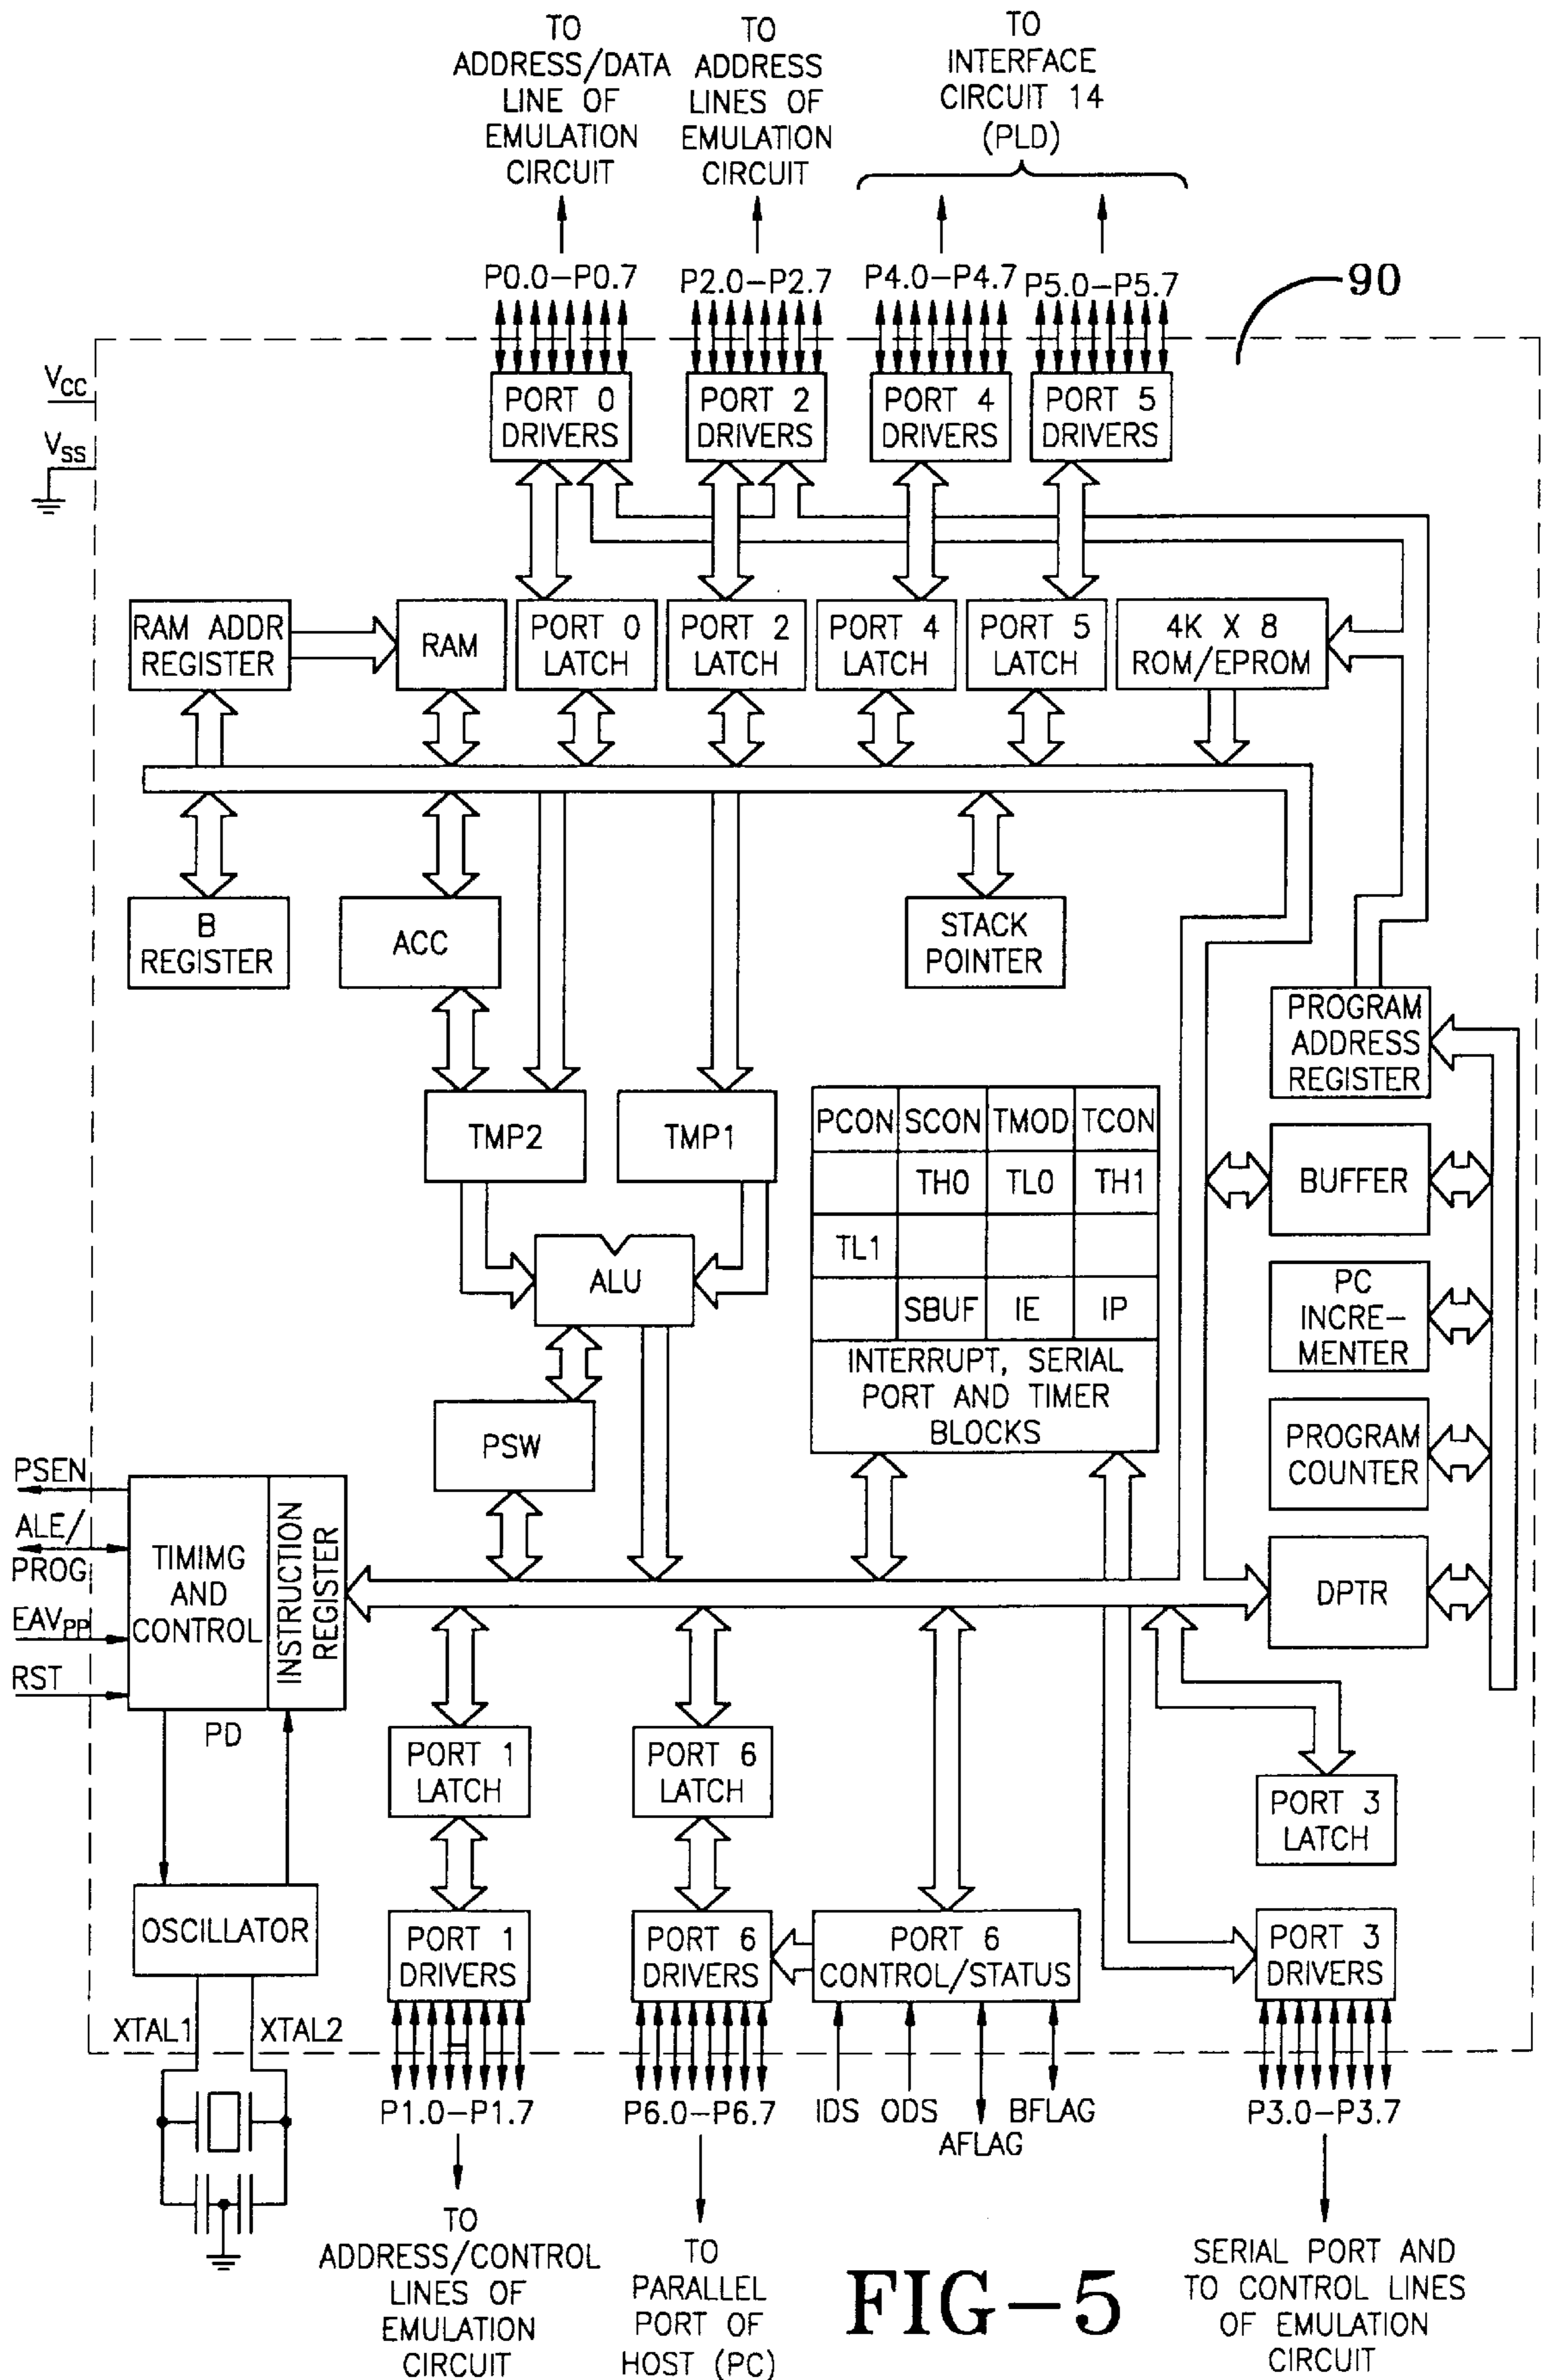 TO
ADDRESS/DATA
LINE OF
EMULATION
CIRCUIT
TO
ADDRESS
LINES OF
EMULATION
CIRCUIT
TO
INTERFACE
CIRCUIT 14
(PLD)
P0.0–P0.7
P2.0–P2.7
P4.0–P4.7
P5.0–P5.7
90
VCC
VSS
PORT 0
DRIVERS
PORT 2
DRIVERS
PORT 4
DRIVERS
PORT 5
DRIVERS
RAM ADDR
REGISTER
RAM
PORT 0
LATCH
PORT 2
LATCH
PORT 4
LATCH
PORT 5
LATCH
4K X 8
ROM/EPROM
B
REGISTER
ACC
STACK
POINTER
PROGRAM
ADDRESS
REGISTER
TMP2
TMP1
PCON SCON TMOD TCON
TH0 TL0 TH1
TL1
SBUF IE IP
INTERRUPT, SERIAL
PORT AND TIMER
BLOCKS
BUFFER
ALU
PC
INCRE–
MENTER
PSW
PROGRAM
COUNTER
PSEN
ALE/
PROG
EAVPP
RST
TIMIMG
AND
CONTROL
INSTRUCTION
REGISTER
DPTR
PD
PORT 1
LATCH
PORT 6
LATCH
PORT 3
LATCH
OSCILLATOR
PORT 1
DRIVERS
PORT 6
DRIVERS
PORT 6
CONTROL/STATUS
PORT 3
DRIVERS
XTAL1
XTAL2
P1.0–P1.7
P6.0–P6.7
IDS ODS
AFLAG
BFLAG
P3.0–P3.7
TO
ADDRESS/CONTROL
LINES OF
EMULATION
CIRCUIT
TO
PARALLEL
PORT OF
HOST (PC)
FIG–5
SERIAL PORT AND
TO CONTROL LINES
OF EMULATION
CIRCUIT